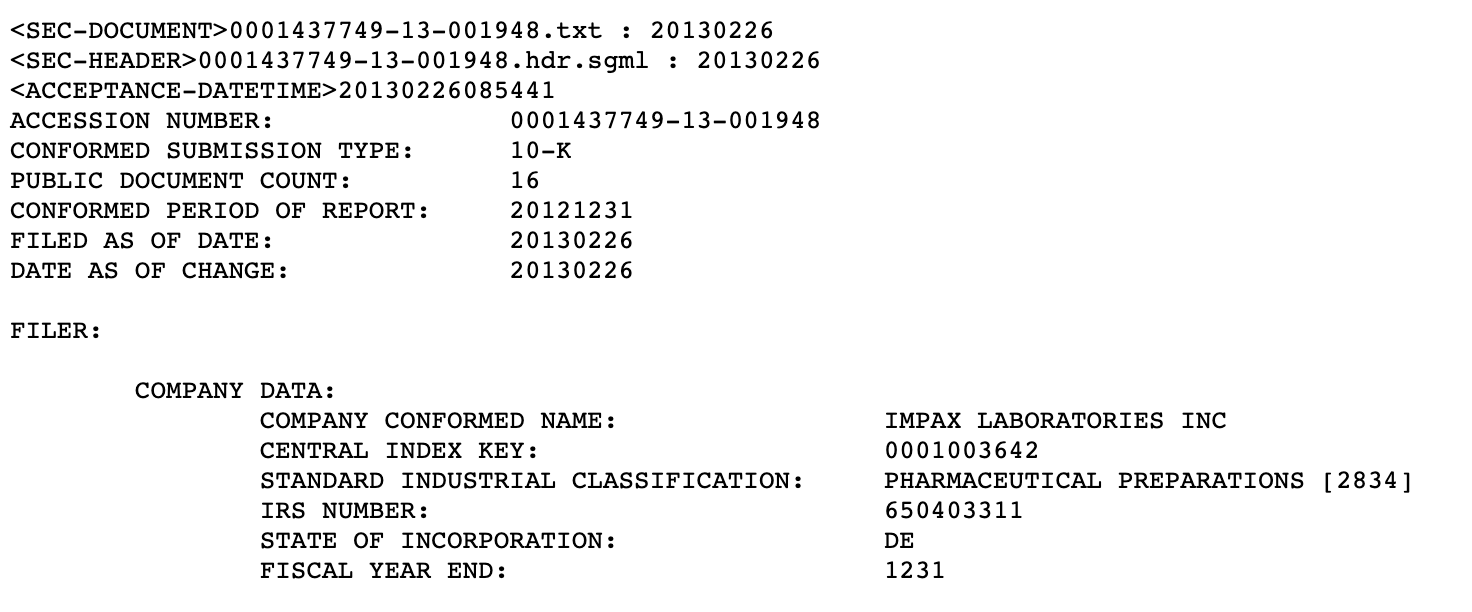 <SEC-DOCUMENT>0001437749-13-001948.txt : 20130226
<SEC-HEADER>0001437749-13-001948.hdr.sgml : 20130226
<ACCEPTANCE-DATETIME>20130226085441
ACCESSION NUMBER: 0001437749-13-001948
CONFORMED SUBMISSION TYPE: 10-K
PUBLIC DOCUMENT COUNT: 16
CONFORMED PERIOD OF REPORT: 20121231
FILED AS OF DATE: 20130226
DATE AS OF CHANGE: 20130226
FILER:
COMPANY DATA:
COMPANY CONFORMED NAME: IMPAX LABORATORIES INC
CENTRAL INDEX KEY: 0001003642
STANDARD INDUSTRIAL CLASSIFICATION: PHARMACEUTICAL PREPARATIONS [2834]
IRS NUMBER: 650403311
STATE OF INCORPORATION: DE
FISCAL YEAR END: 1231